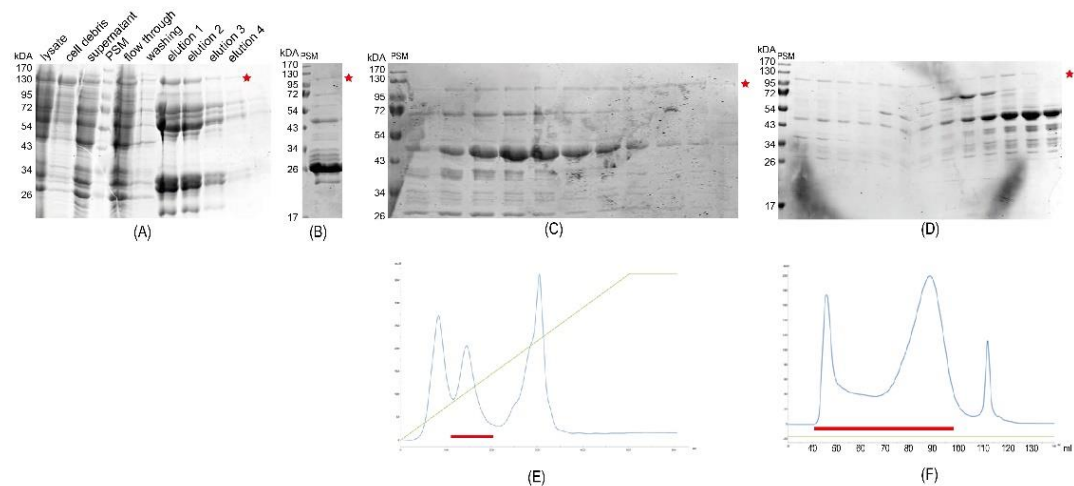 lysate
cell debris
supernatant
PSM
flow through
washing
elution 1
elution 2
elution 3
elution 4
kDA
170
130
95
72
54
43
34
26
(A)
kDA PSM
170
130
95
72
54
43
34
26
17
(B)
kDA PSM
170
130
95
72
54
43
34
26
(C)
kDA PSM
170
130
95
72
54
43
34
26
17
(D)
(E)
40 50 60 70 80 90 100 110 120 130 ml
(F)